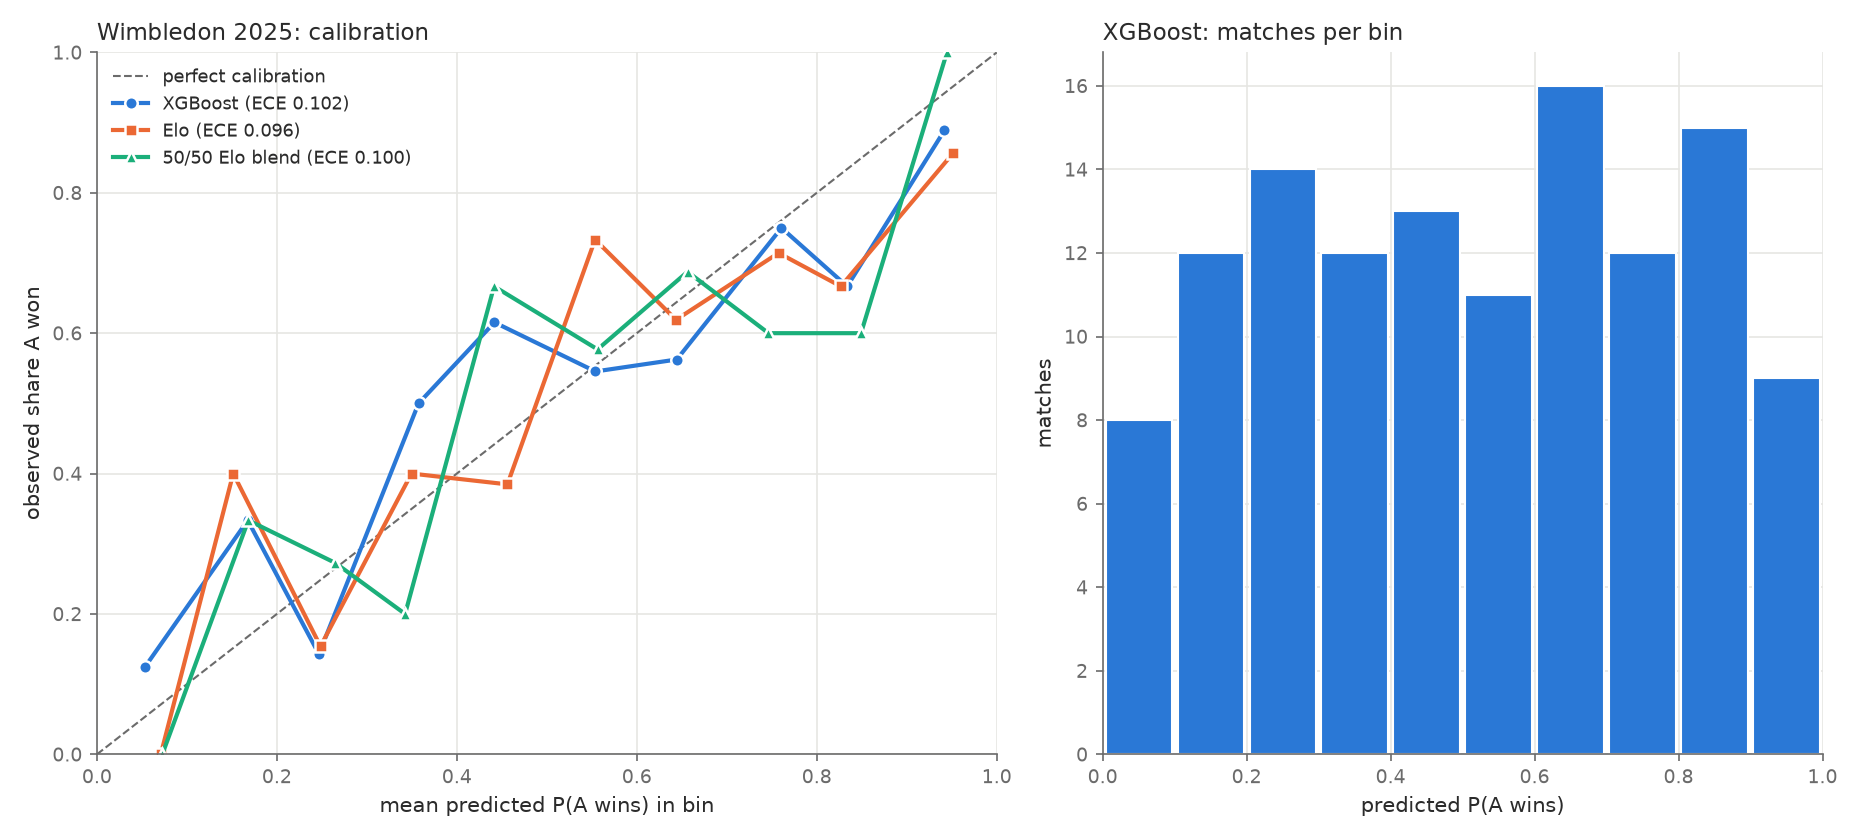 Wimbledon 2025: calibration
perfect calibration
XGBoost (ECE 0.102)
Elo (ECE 0.096)
50/50 Elo blend (ECE 0.100)
1.0
0.8
0.6
0.4
0.2
0.0
observed share A won
0.0 0.2 0.4 0.6 0.8 1.0
mean predicted P(A wins) in bin
XGBoost: matches per bin
16
14
12
10
8
6
4
2
0
matches
0.0 0.2 0.4 0.6 0.8 1.0
predicted P(A wins)